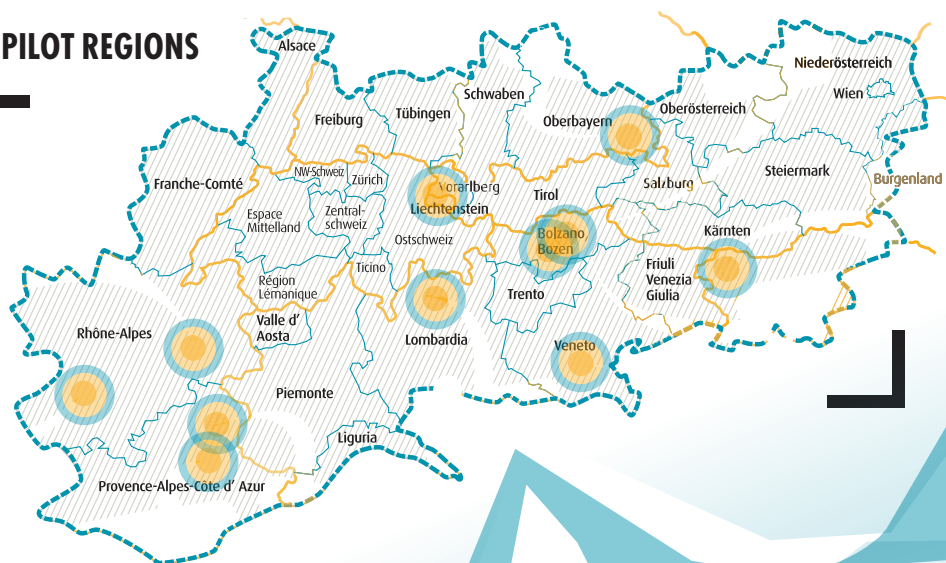 PILOT REGIONS
Alsace
Niederösterreich
Wien
Schwaben
Oberösterreich
Tübingen
Freiburg
Oberbayern
NW-Schweiz
Zürich
Franche-Comté
Vorarlberg
Tirol
Salzburg
Steiermark
Burgenland
Liechtenstein
Espace
Mittelland
Zentral-
schweiz
Ostschweiz
Bolzano
Bozen
Kärnten
Ticino
Friuli
Venezia
Giulia
Région
Lémanique
Trento
Valle d'
Aosta
Rhône-Alpes
Lombardia
Veneto
Piemonte
Liguria
Provence-Alpes-Côte d' Azur